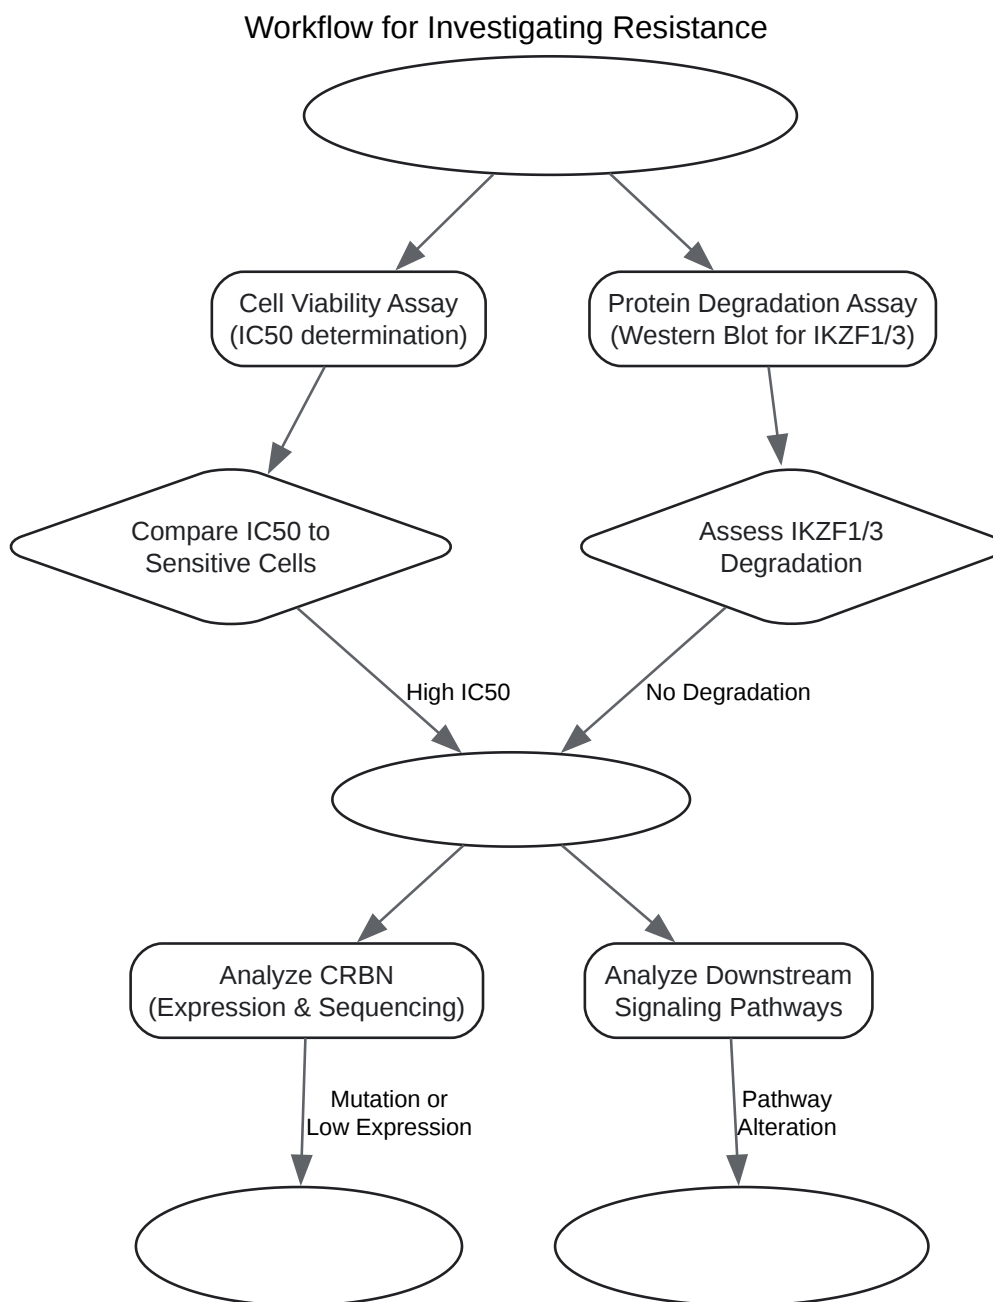 Workflow for Investigating Resistance
Cell Viability Assay
(IC50 determination)
Protein Degradation Assay
(Western Blot for IKZF1/3)
Compare IC50 to
Sensitive Cells
Assess IKZF1/3
Degradation
High IC50
No Degradation
Analyze CRBN
(Expression & Sequencing)
Analyze Downstream
Signaling Pathways
Mutation or
Low Expression
Pathway
Alteration